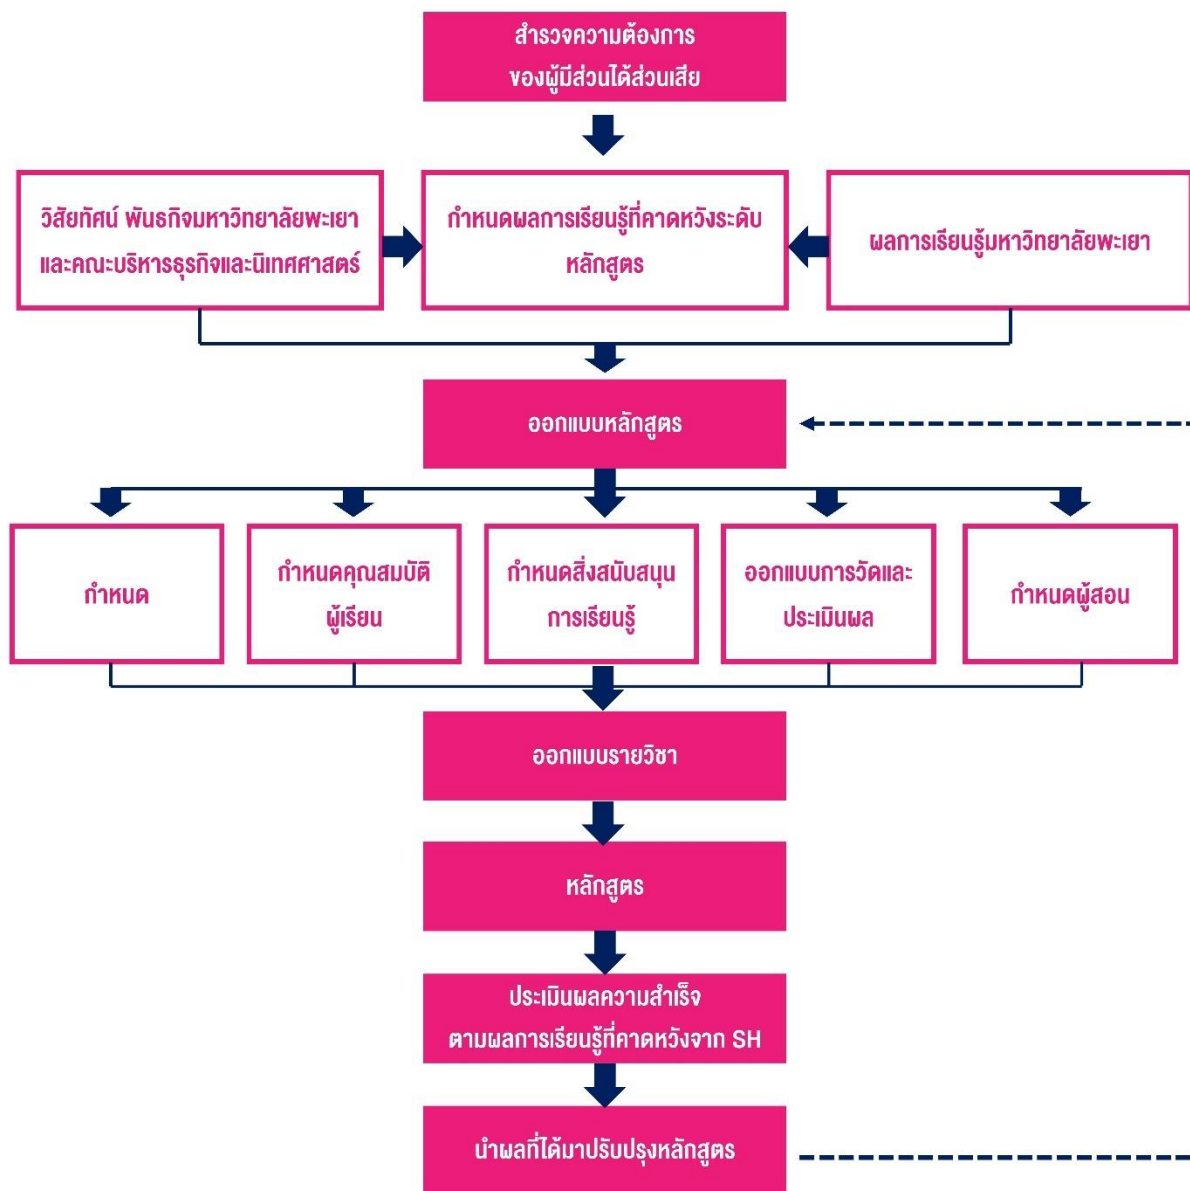 สำรวจความต้องการ
ของผู้มีส่วนได้ส่วนเสีย
วิสัยทัศน์ พันธกิจมหาวิทยาลัยพะเยา
และคณะบริหารธุรกิจและนิเทศศาสตร์
กำหนดผลการเรียนรู้ที่คาดหวังระดับ
หลักสูตร
ผลการเรียนรู้มหาวิทยาลัยพะเยา
ออกแบบหลักสูตร
กำหนด
กำหนดคุณสมบัติ
ผู้เรียน
กำหนดสิ่งสนับสนุน
การเรียนรู้
ออกแบบการวัดและ
ประเมินผล
กำหนดผู้สอน
ออกแบบรายวิชา
หลักสูตร
ประเมินผลความสำเร็จ
ตามผลการเรียนรู้ที่คาดหวังจาก SH
นำผลที่ได้มาปรับปรุงหลักสูตร